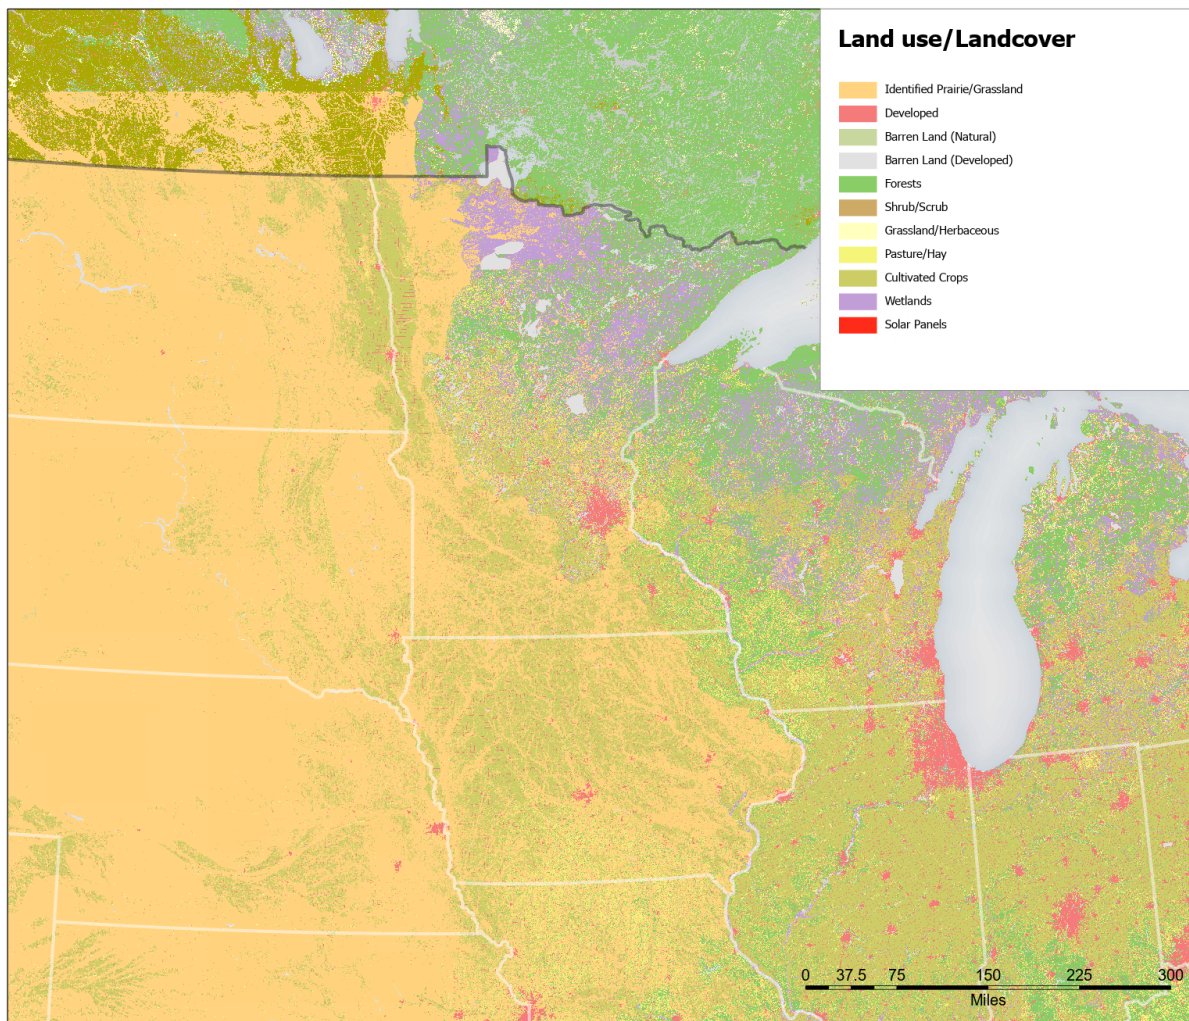 Land use/Landcover
Identified Prairie/Grassland
Developed
Barren Land (Natural)
Barren Land (Developed)
Forests
Shrub/Scrub
Grassland/Herbaceous
Pasture/Hay
Cultivated Crops
Wetlands
Solar Panels
0 37.5 75 150 225 300
Miles